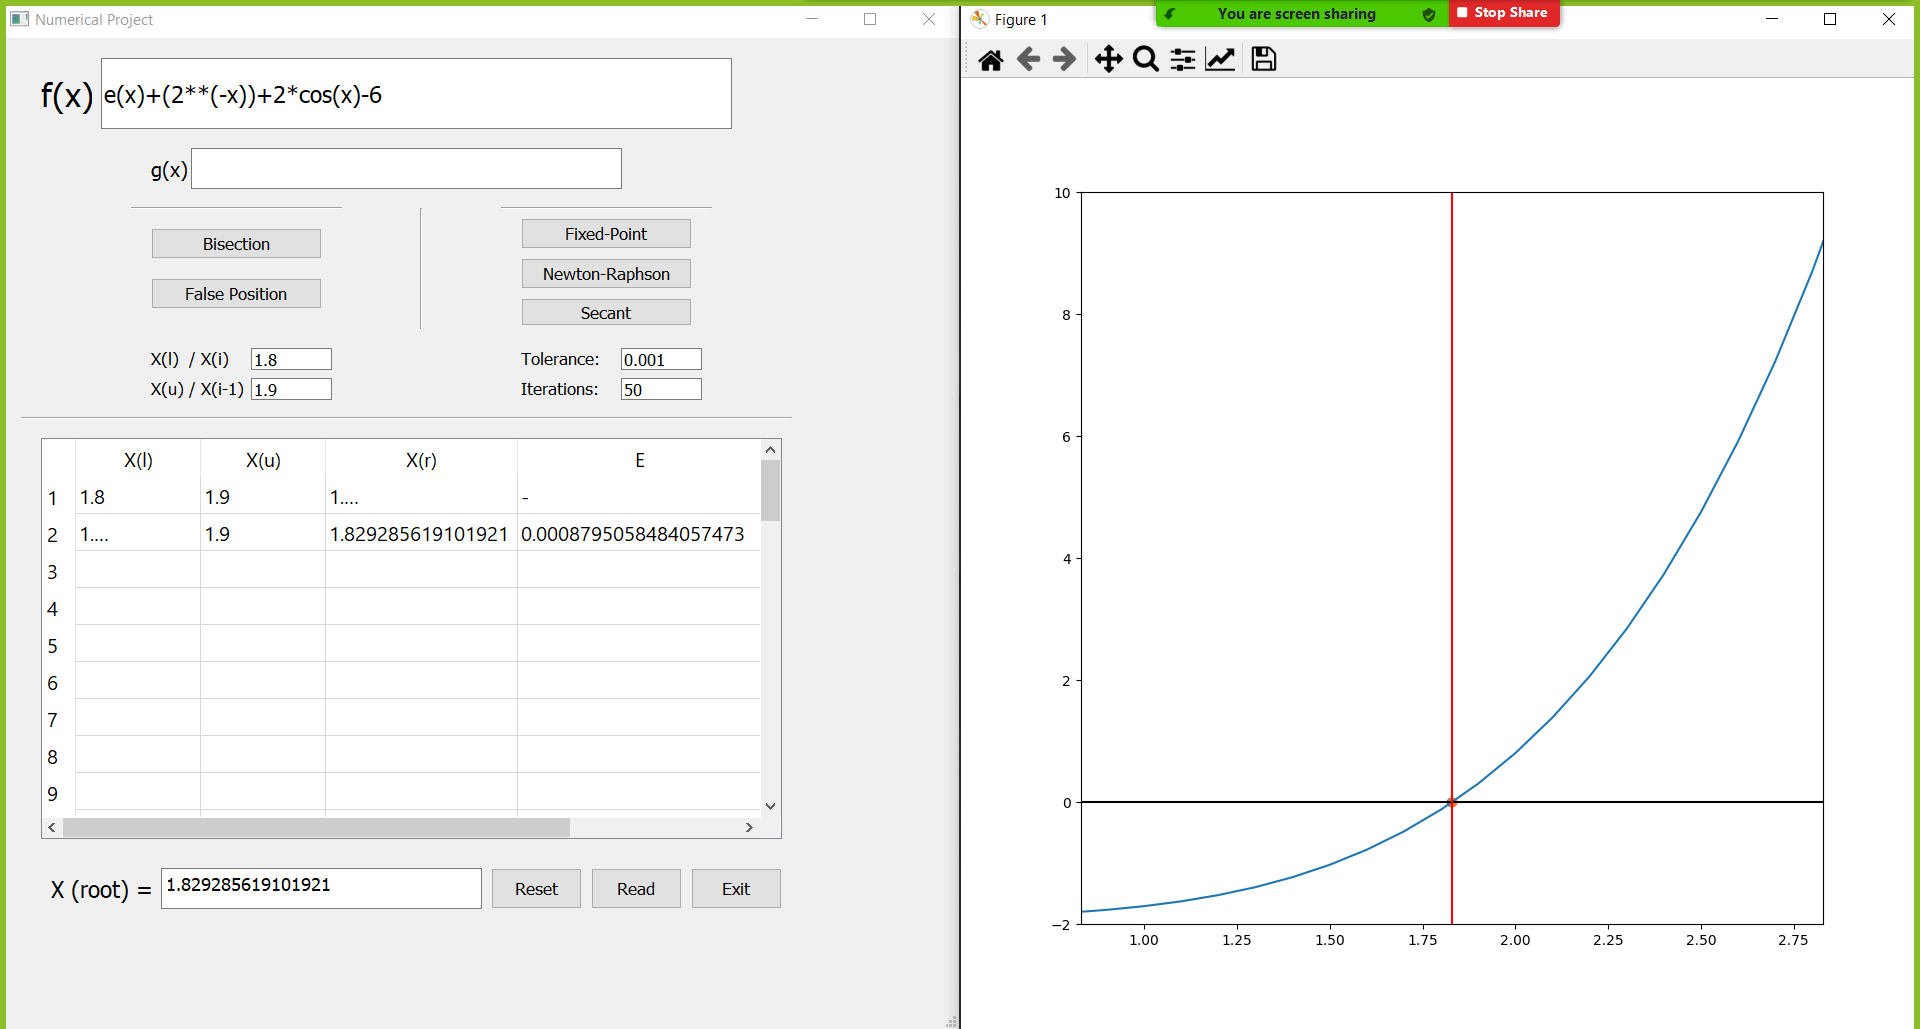 Numerical Project
f(x) e(x)+(2**(-x))+2*cos(x)-6
g(x)
Bisection
False Position
Fixed-Point
Newton-Raphson
Secant
X(l) / X(i) 1.8
X(u) / X(i-1) 1.9
Tolerance: 0.001
Iterations: 50
X(l) X(u) X(r) E
1 1.8 1.9 1.... -
2 1.... 1.9 1.829285619101921 0.0008795058484057473
3
4
5
6
7
8
9
X (root) = 1.829285619101921 Reset Read Exit
Figure 1
You are screen sharing Stop Share
10
8
6
4
2
0
−2
1.00 1.25 1.50 1.75 2.00 2.25 2.50 2.75